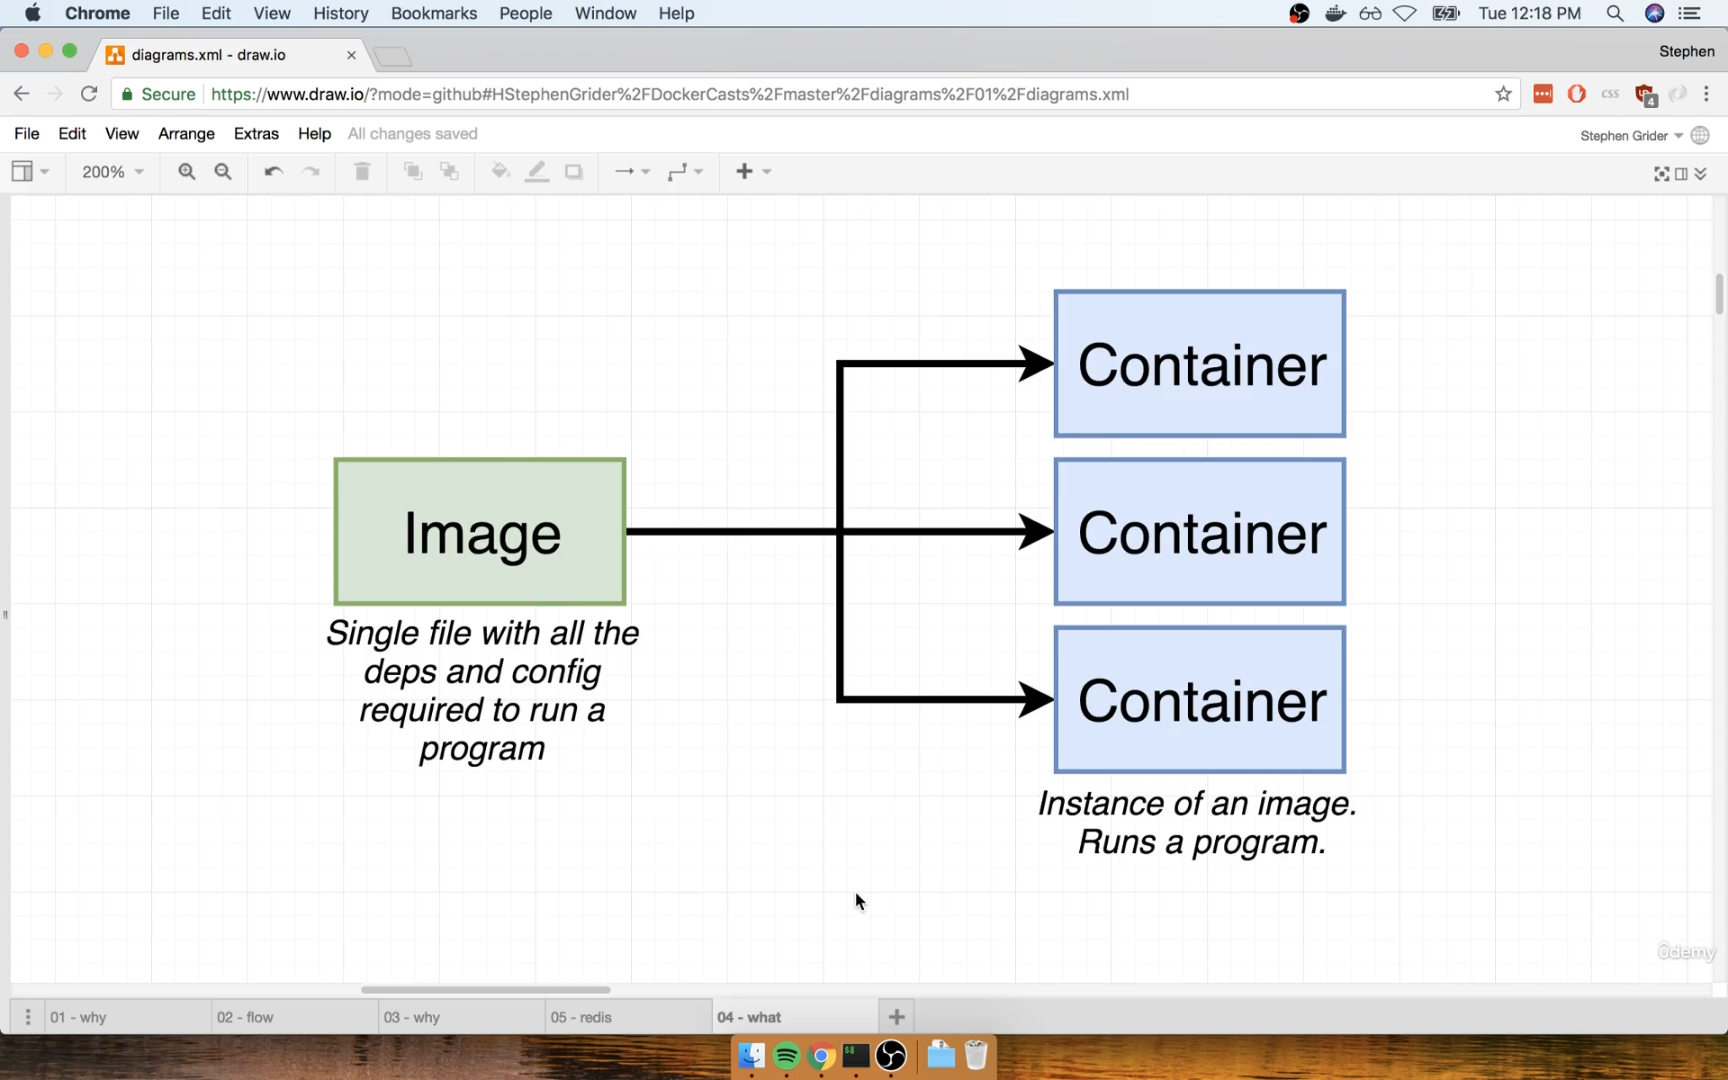 Chrome File Edit View History Bookmarks People Window Help Tue 12:18 PM
diagrams.xml - draw.io Stephen
Secure https://www.draw.io/?mode=github#HStephenGrider%2FDockerCasts%2Fmaster%2Fdiagrams%2F01%2Fdiagrams.xml css 4
File Edit View Arrange Extras Help All changes saved Stephen Grider
200%
Container
Image
Container
Single file with all the
deps and config
required to run a
program
Container
Instance of an image.
Runs a program.
ûdemy
01 - why 02 - flow 03 - why 05 - redis 04 - what